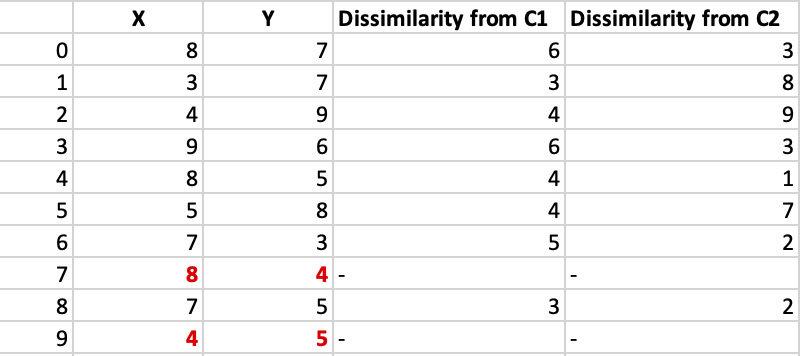 X Y Dissimilarity from C1 Dissimilarity from C2
0 8 7 6 3
1 3 7 3 8
2 4 9 4 9
3 9 6 6 3
4 8 5 4 1
5 5 8 4 7
6 7 3 5 2
7 8 4 - -
8 7 5 3 2
9 4 5 - -